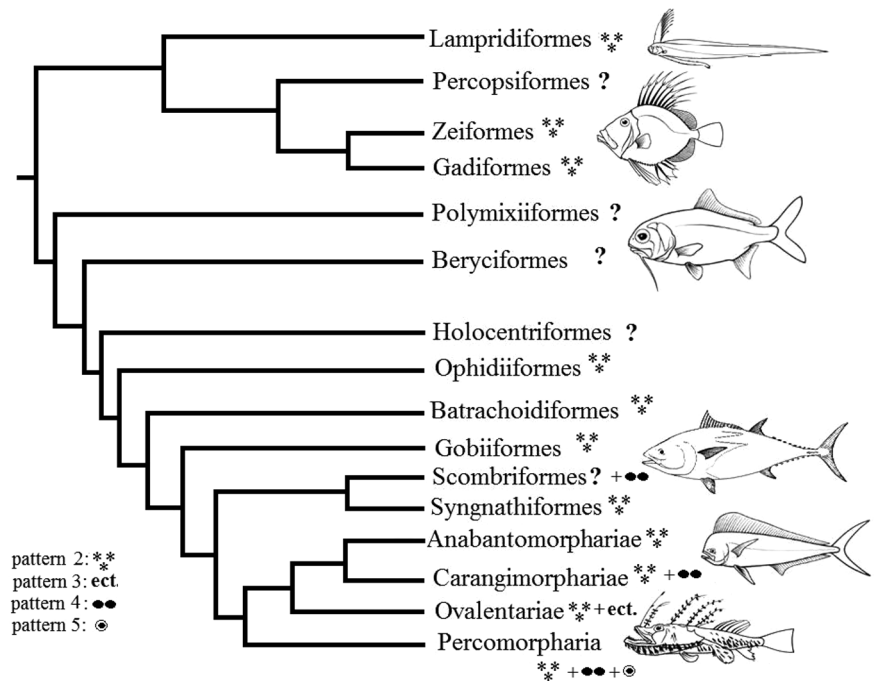 Lampridiformes ***
Percopsiformes ?
Zeiformes ***
Gadiformes ***
Polymixiiformes ?
Beryciformes ?
Holocentriformes ?
Ophidiiformes ***
Batrachoidiformes ***
Gobiiformes ***
Scombriformes? + ●●
Syngnathiformes ***
Anabantomorphariae ***
Carangimorphariae *** + ●●
Ovalentariae *** + ect.
Percomorpharia
*** + ●● + ◉
pattern 2: ***
pattern 3: ect.
pattern 4: ●●
pattern 5: ◉